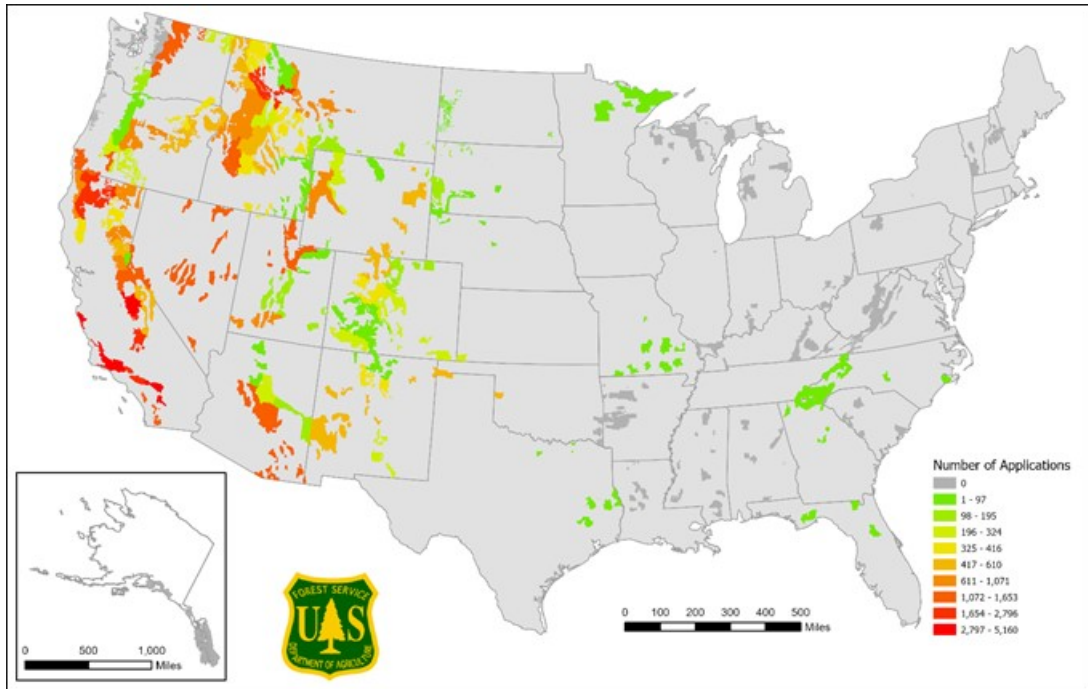 Number of Applications
0
1 - 97
98 - 195
196 - 324
325 - 416
417 - 610
611 - 1,071
1,072 - 1,653
1,654 - 2,796
2,797 - 5,160
0 100 200 300 400 500
Miles
0 500 1,000
Miles
FOREST SERVICE
U S
DEPARTMENT OF AGRICULTURE